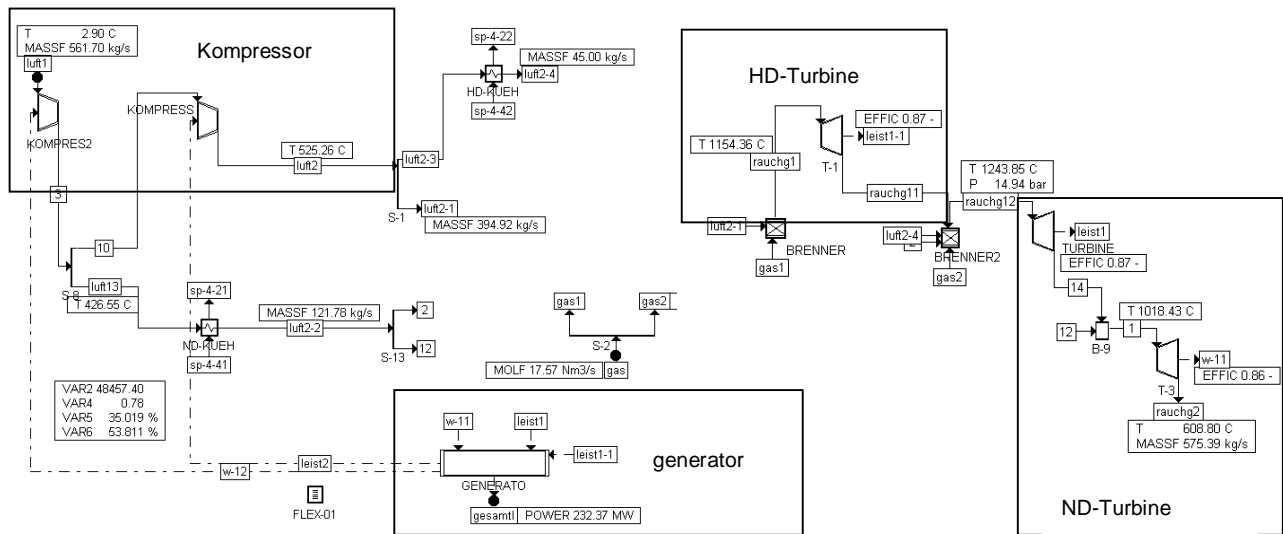 T 2.90 C
MASSF 561.70 kg/s
luft1
KOMPRES2
Kompressor
KOMPRESS
T 525.26 C
luft2
luft2-3
S-1
luft2-1
MASSF 394.92 kg/s
sp-4-22
MASSF 45.00 kg/s
luft2-4
HD-KUEH
sp-4-42
3
10
luft13
S-8
T 426.55 C
sp-4-21
ND-KUEH
sp-4-41
MASSF 121.78 kg/s
luft2-2
2
12
S-13
VAR2 48457.40
VAR4 0.78
VAR5 35.019 %
VAR6 53.811 %
HD-Turbine
T 1154.36 C
rauchg1
EFFIC 0.87 -
leist1-1
T-1
rauchg11
luft2-1
BRENNER
gas1
T 1243.85 C
P 14.94 bar
rauchg12
luft2-4
BRENNER2
gas2
leist1
TURBINE
EFFIC 0.87 -
14
12
B-9
1
T 1018.43 C
w-11
EFFIC 0.86 -
T-3
rauchg2
T 608.80 C
MASSF 575.39 kg/s
ND-Turbine
gas1
gas2
S-2
MOLF 17.57 Nm3/s
gas
w-11
leist1
leist1-1
generator
GENERATO
gesamtl
POWER 232.37 MW
leist2
w-12
FLEX-01